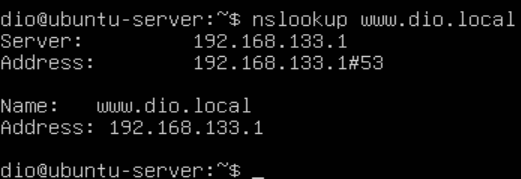 dio@ubuntu-server:~$ nslookup www.dio.local
Server:         192.168.133.1
Address:        192.168.133.1#53

Name:   www.dio.local
Address: 192.168.133.1

dio@ubuntu-server:~$ _